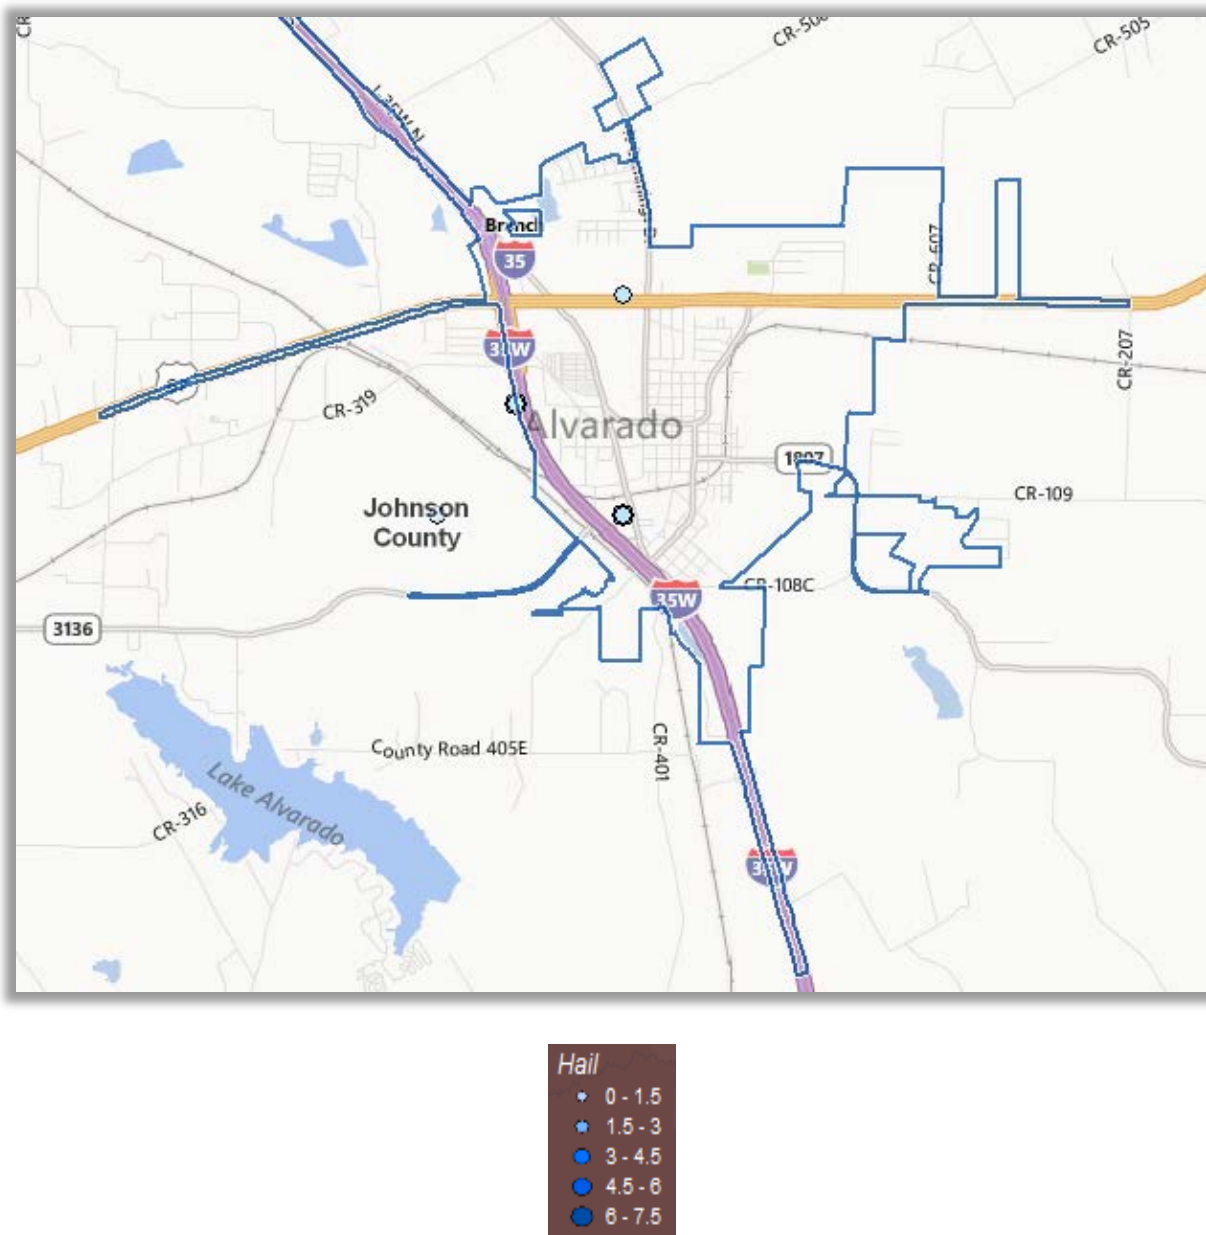 CR-505
I-35W N
Branch
35
CR-607
35W
CR-207
CR-319
Alvarado
1807
CR-109
Johnson
County
CR-108C
35W
3136
CR-401
County Road 405E
Lake Alvarado
CR-316
35W
Hail
0 - 1.5
1.5 - 3
3 - 4.5
4.5 - 6
6 - 7.5